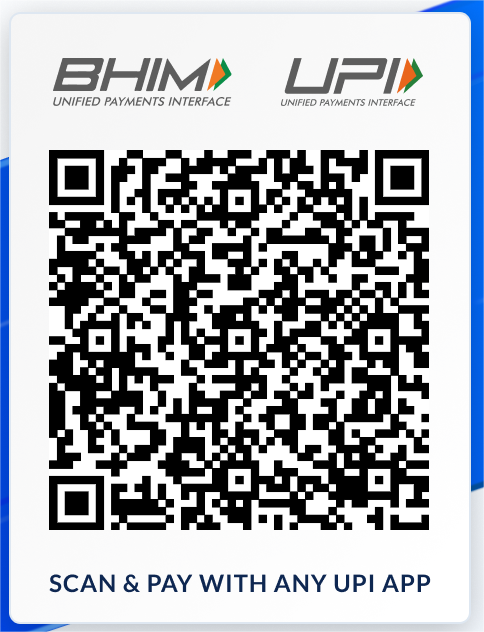 BHIM UPI
UNIFIED PAYMENTS INTERFACE UNIFIED PAYMENTS INTERFACE
SCAN & PAY WITH ANY UPI APP